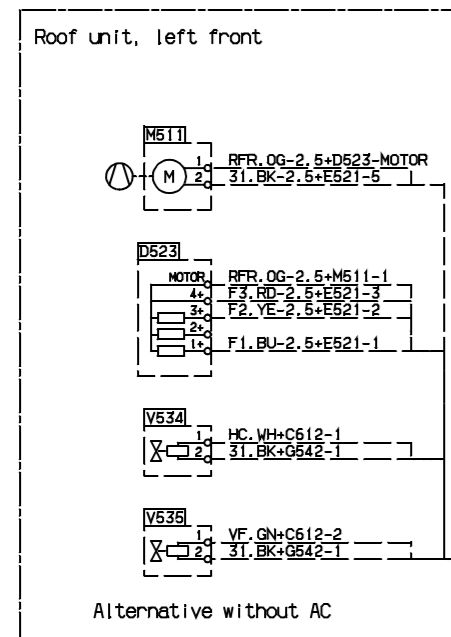 Roof unit, left front
M511
1 RFR.OG-2.5+D523-MOTOR
M 2 31.BK-2.5+E521-5
D523
MOTOR RFR.OG-2.5+M511-1
4+ F3.RD-2.5+E521-3
3+ F2.YE-2.5+E521-2
2+
1+ F1.BU-2.5+E521-1
V534
1 HC.WH+C612-1
2 31.BK+G542-1
V535
1 VF.GN+C612-2
2 31.BK+G542-1
Alternative without AC